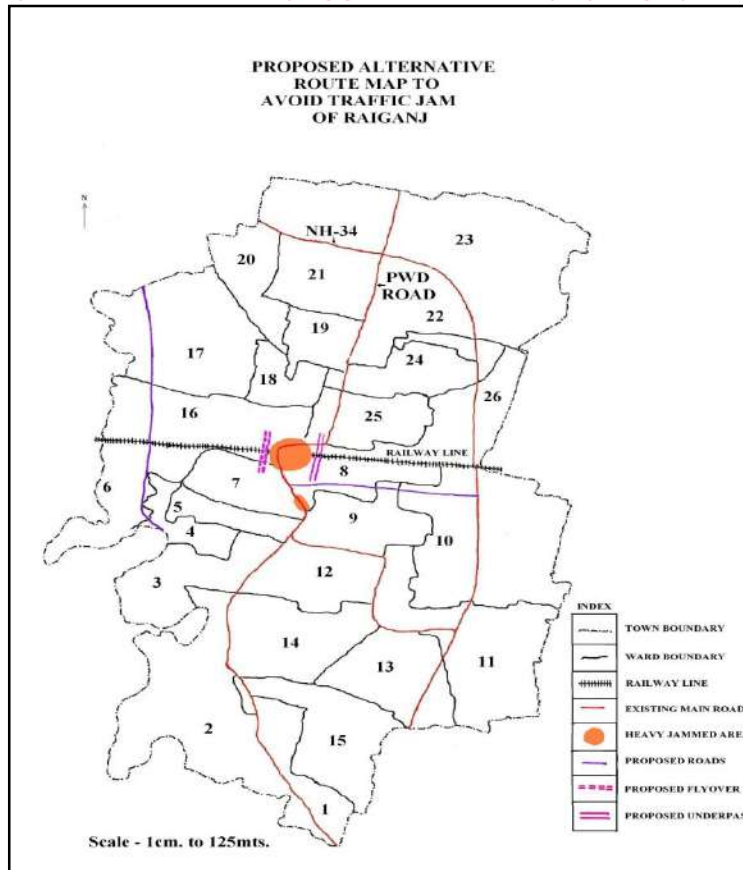 PROPOSED ALTERNATIVE
ROUTE MAP TO
AVOID TRAFFIC JAM
OF RAIGANJ
N
NH-34
23
20
21
PWD
ROAD
22
19
17
24
18
26
16
25
RAILWAY LINE
8
7
6
5
9
4
10
12
3
14
13
11
2
15
1
INDEX
TOWN BOUNDARY
WARD BOUNDARY
RAILWAY LINE
EXISTING MAIN ROAD
HEAVY JAMMED ARE
PROPOSED ROADS
PROPOSED FLYOVER
PROPOSED UNDERPAS
Scale - 1cm. to 125mts.